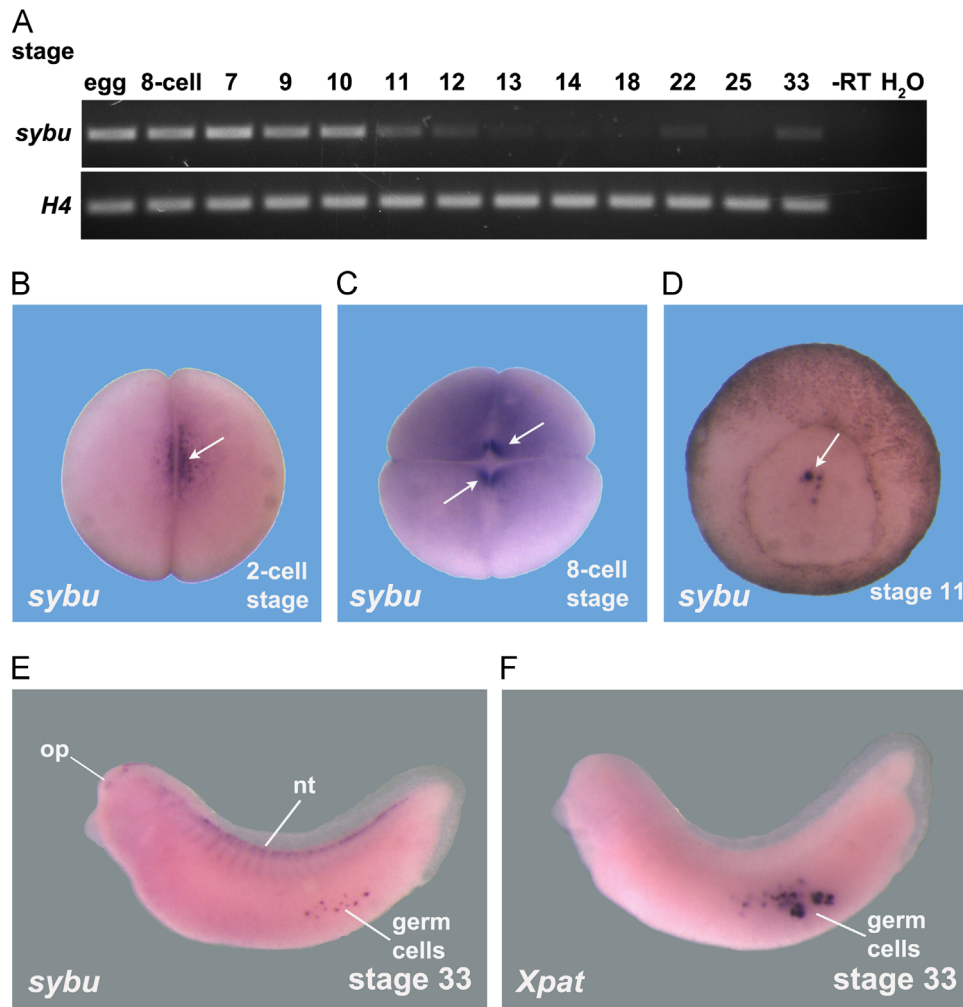 A
stage
egg 8-cell 7 9 10 11 12 13 14 18 22 25 33 -RT H₂O
sybu
H4
B
C
D
2-cell
stage
sybu
8-cell
stage
sybu
stage 11
sybu
E
F
op
nt
germ
cells
sybu
stage 33
germ
cells
Xpat
stage 33